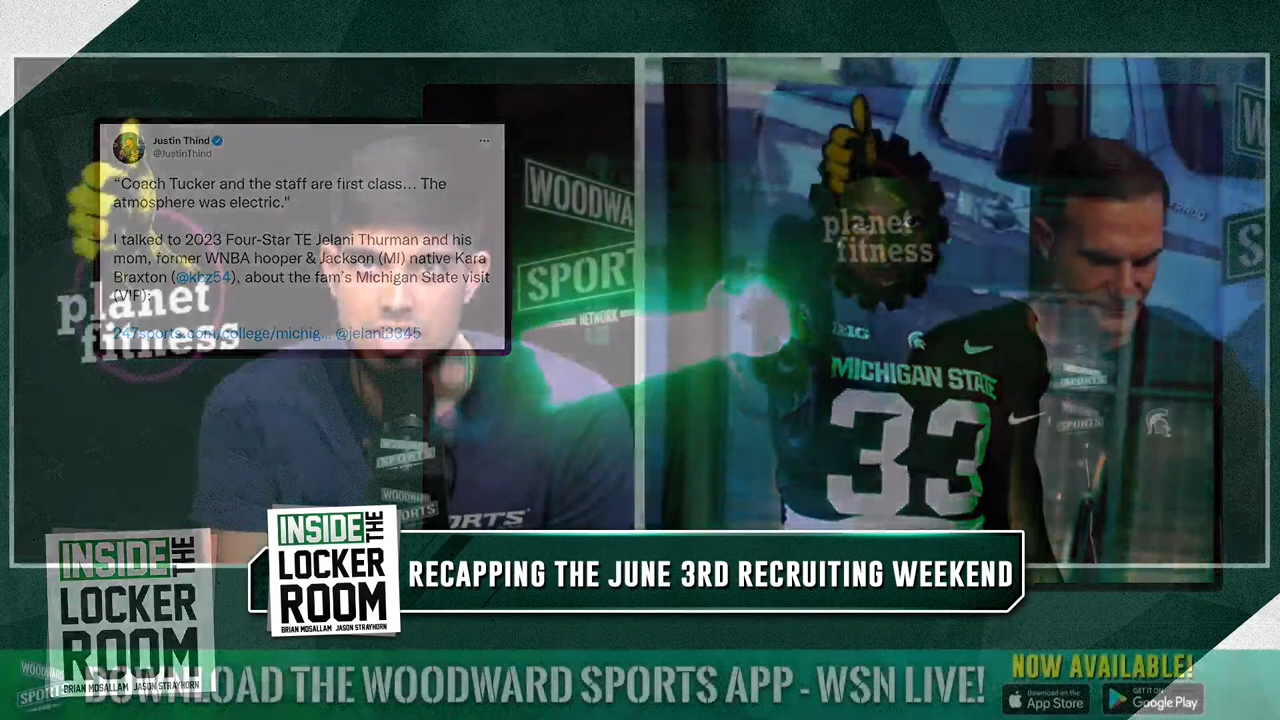 Justin Thind
@JustinThind
“Coach Tucker and the staff are first class... The
atmosphere was electric."
I talked to 2023 Four-Star TE Jelani Thurman and his
mom, former WNBA hooper & Jackson (MI) native Kara
Braxton (@kbz54), about the fam's Michigan State visit
(VIP):
247sports.com/college/michig... @jelani3345
planet
fitness
WOODWA
SPORT
NETWORK
planet
fitness
W
S
B1G
MICHIGAN STATE
33
WOODWARD
SPORTS
SPORTS
ORTS
INSIDE THE
LOCKER
ROOM
BRIAN MOSALLAM JASON STRAYHORN
RECAPPING THE JUNE 3RD RECRUITING WEEKEND
INSIDE THE
LOCKER
ROOM
BRIAN MOSALLAM JASON STRAYHORN
DOWNLOAD THE WOODWARD SPORTS APP - WSN LIVE!
NOW AVAILABLE!
Download on the
App Store
GET IT ON
Google Play